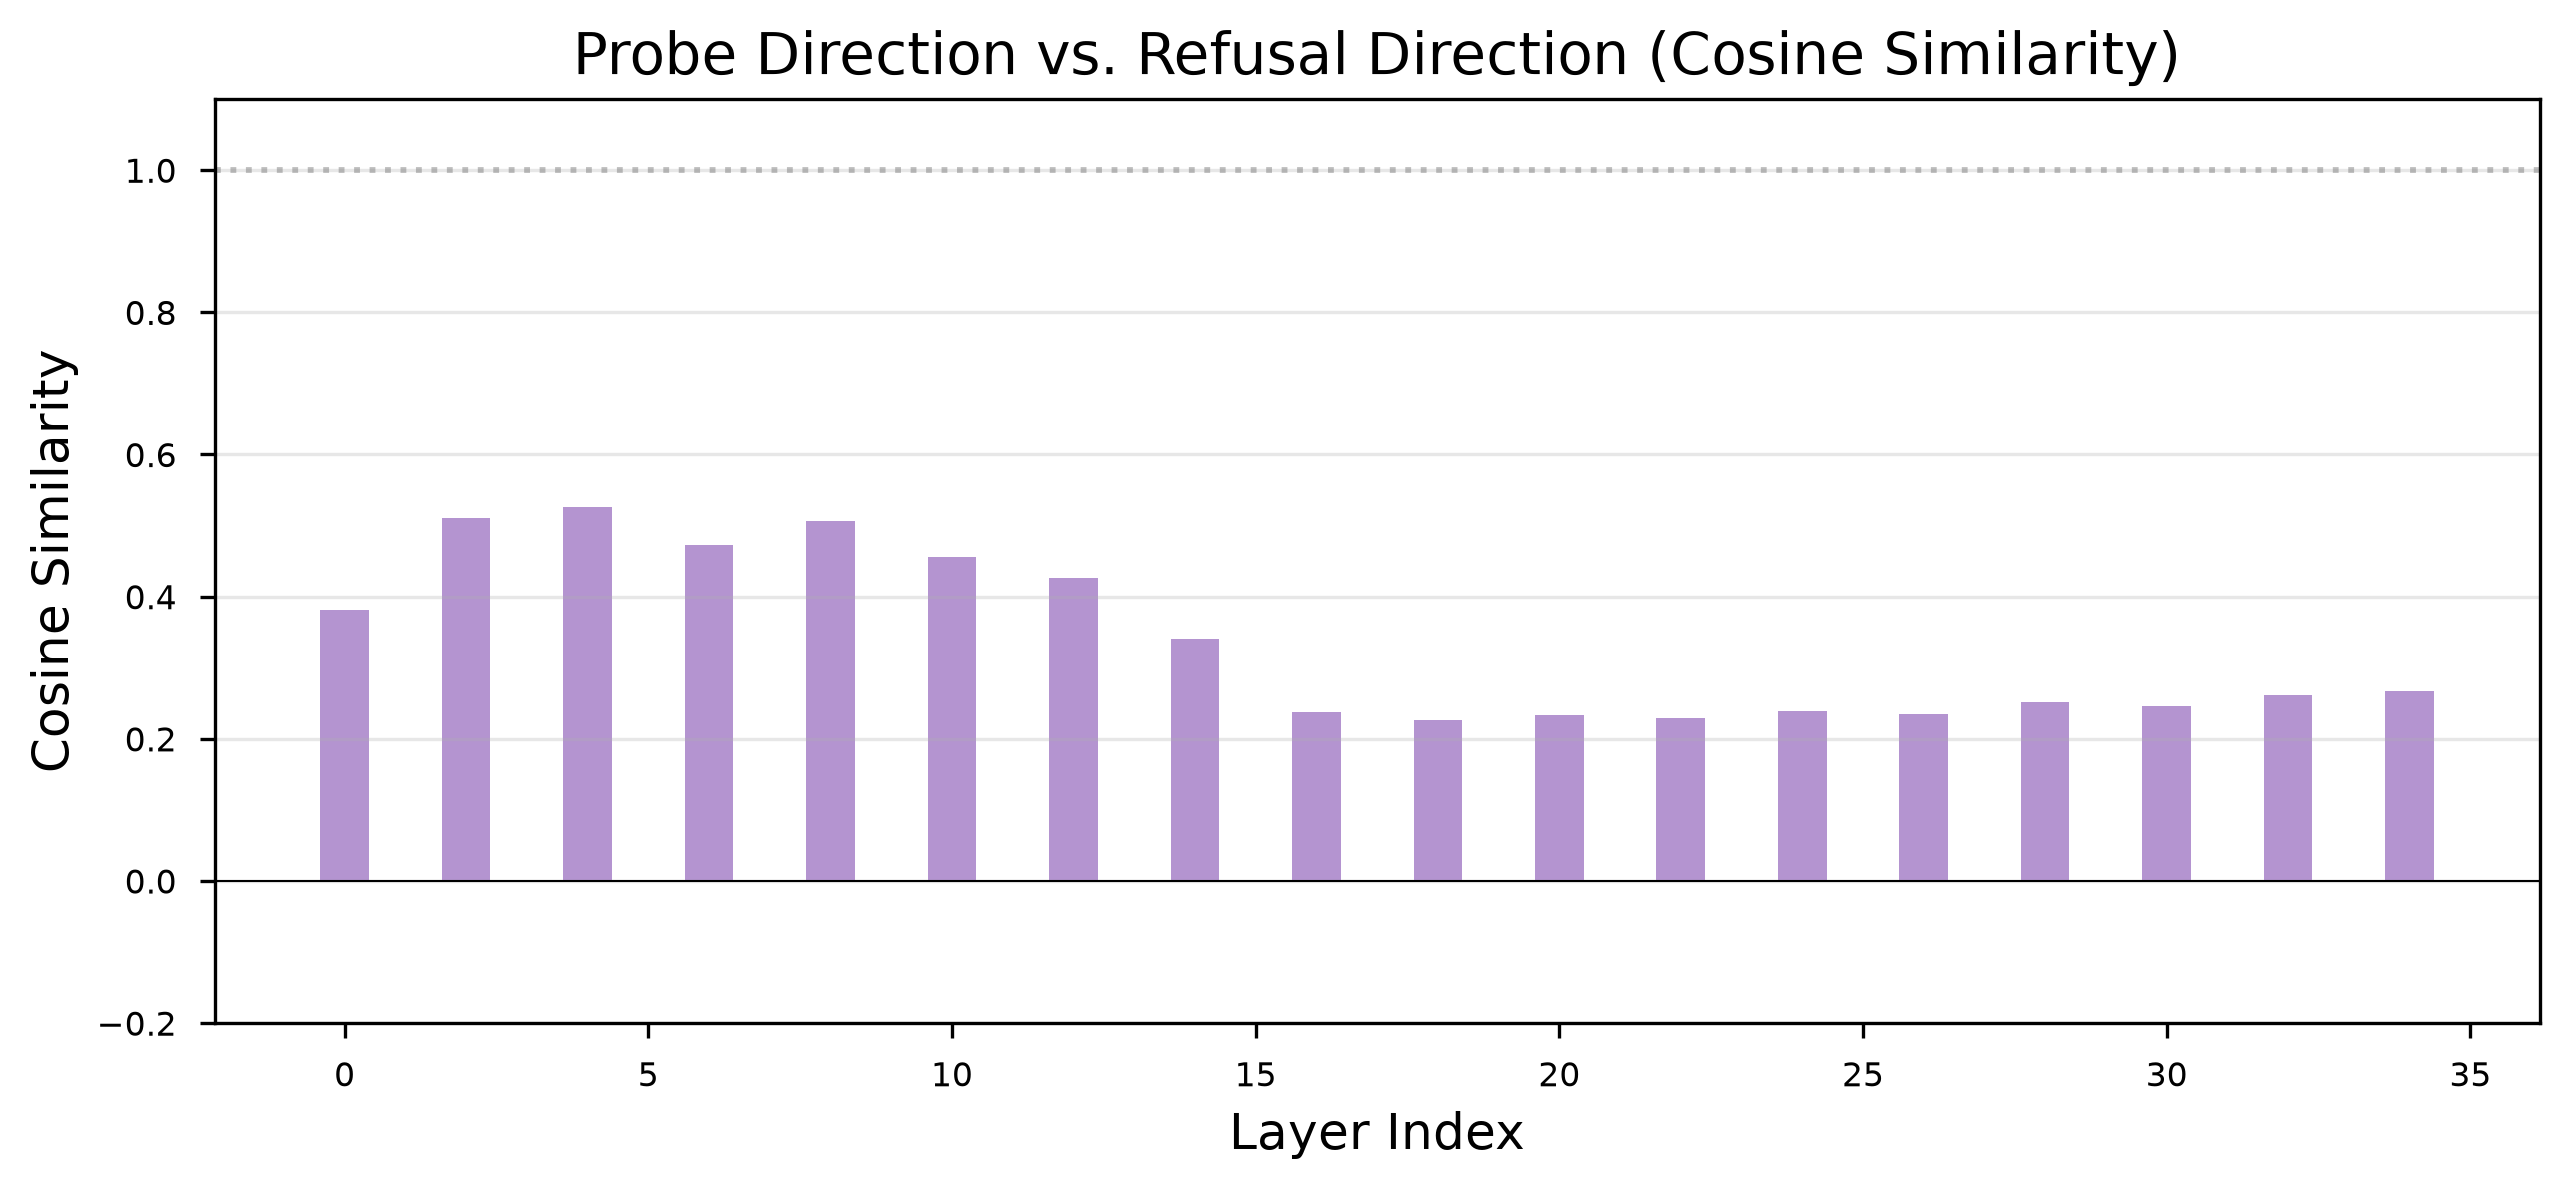 Probe Direction vs. Refusal Direction (Cosine Similarity)
Cosine Similarity
1.0
0.8
0.6
0.4
0.2
0.0
−0.2
0 5 10 15 20 25 30 35
Layer Index